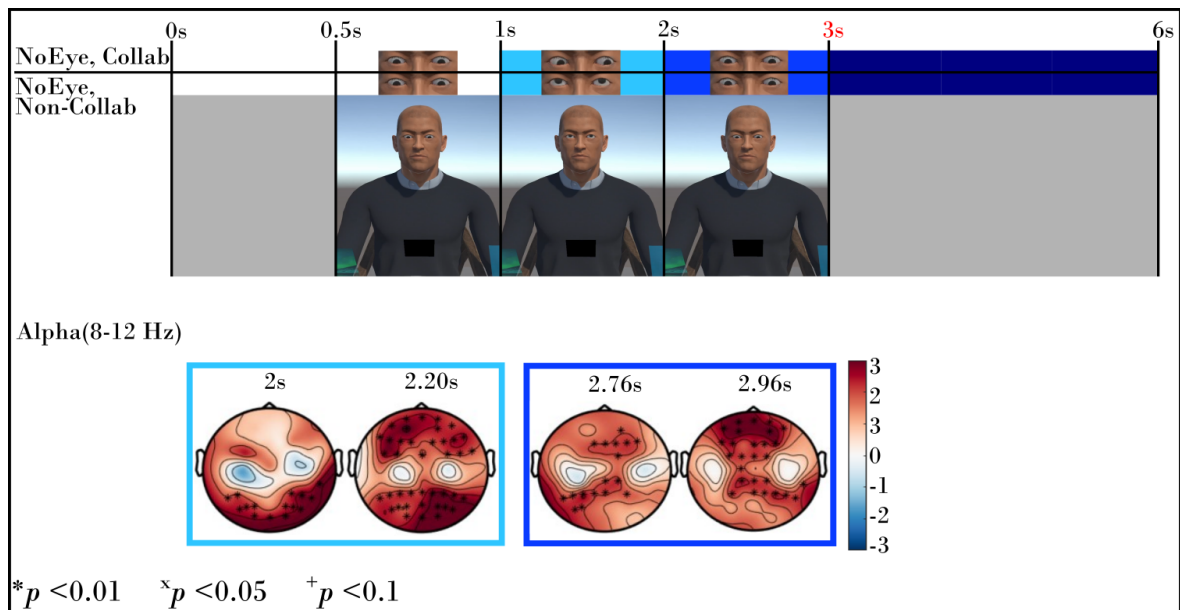 0s 0.5s 1s 2s 3s 6s
NoEye, Collab
NoEye,
Non-Collab
Alpha(8-12 Hz)
2s 2.20s 2.76s 2.96s
3
2
3
0
-1
-2
-3
*p <0.01 xp <0.05 +p <0.1